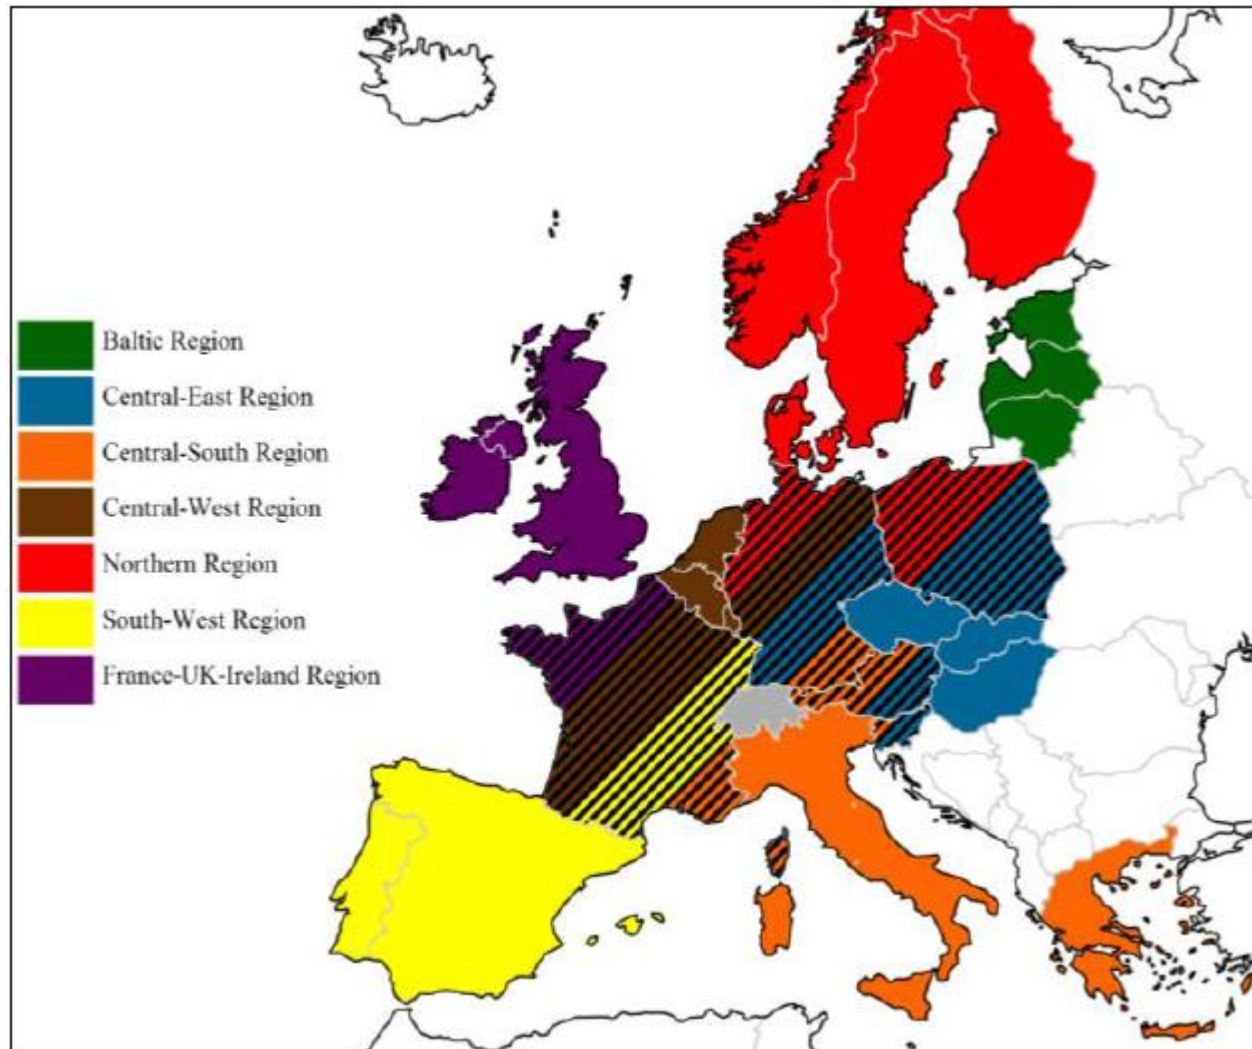 Baltic Region
Central-East Region
Central-South Region
Central-West Region
Northern Region
South-West Region
France-UK-Ireland Region